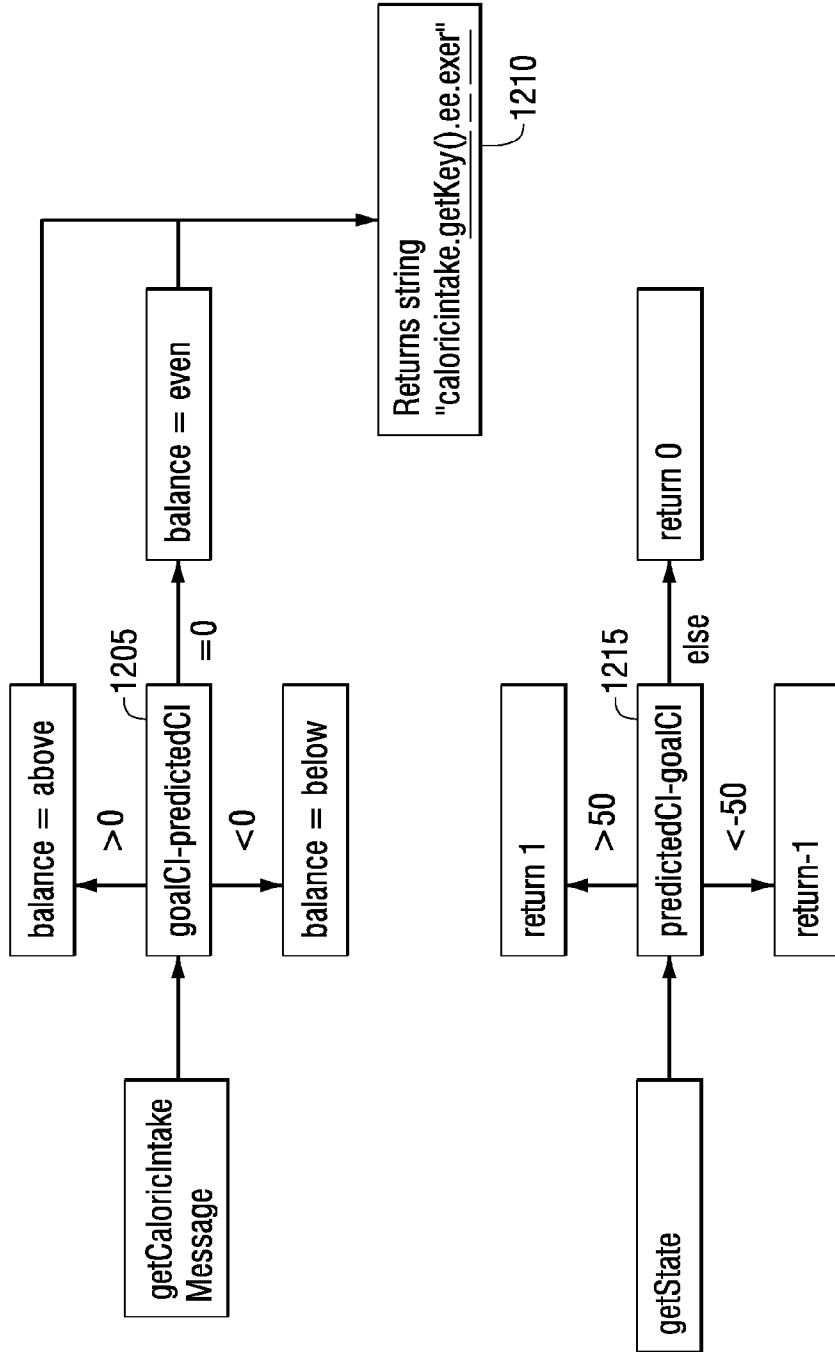 getCaloricIntake
Message
balance = above
>0
goalCI-predictedCI
1205
<0
balance = below
=0
balance = even
Returns string
"caloricintake.getKey().ee.exer"
1210
getState
return 1
>50
predictedCI-goalCI
1215
<-50
return-1
else
return 0